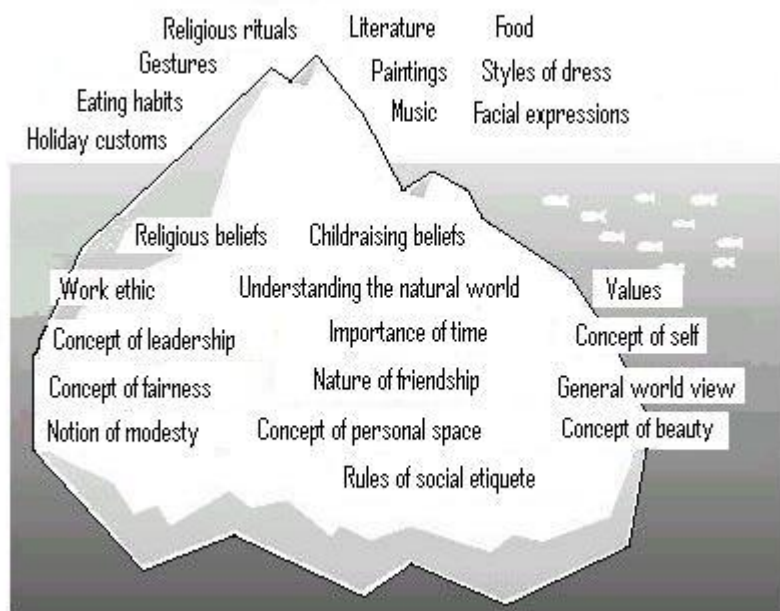 Religious rituals Literature Food
Gestures Paintings Styles of dress
Eating habits Music Facial expressions
Holiday customs
Religious beliefs Childraising beliefs
Work ethic Understanding the natural world Values
Concept of leadership Importance of time Concept of self
Concept of fairness Nature of friendship General world view
Notion of modesty Concept of personal space Concept of beauty
Rules of social etiquete